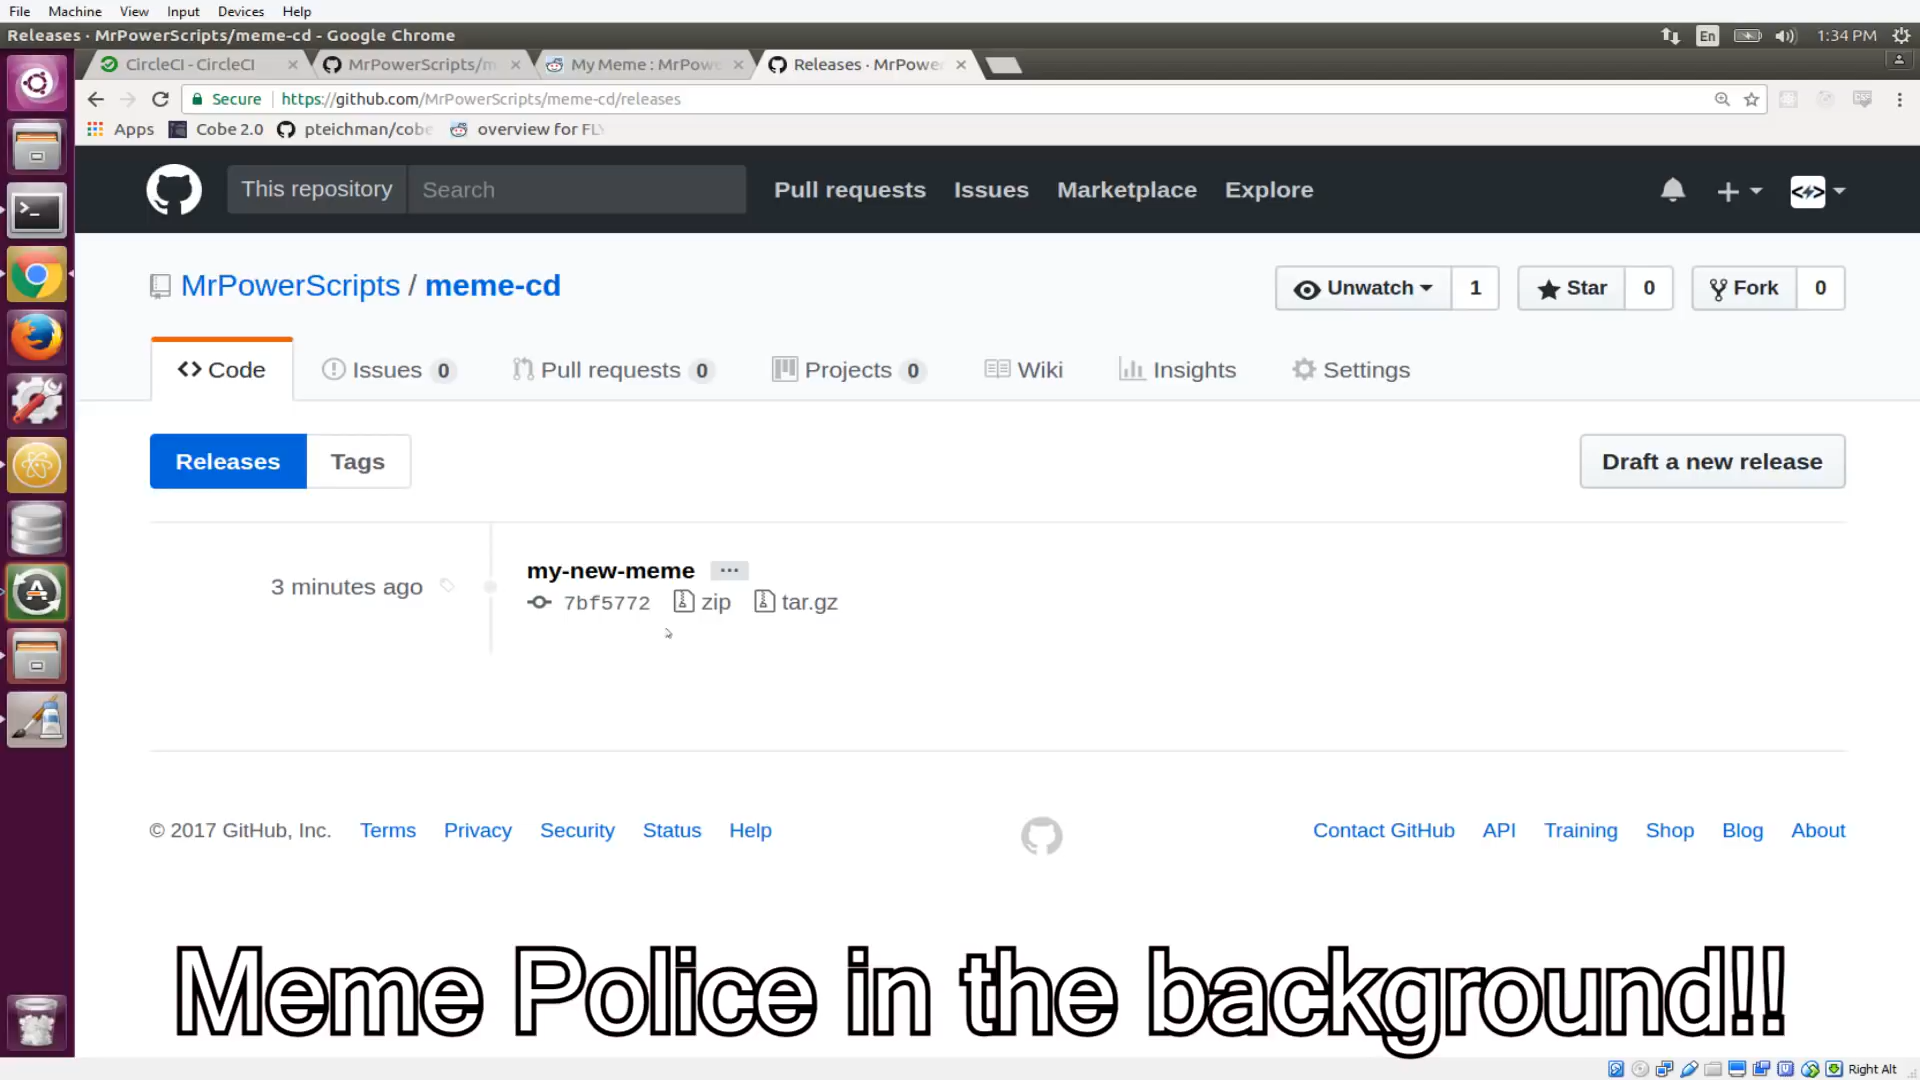 File Machine View Input Devices Help
Releases · MrPowerScripts/meme-cd - Google Chrome
En
1:34 PM
CircleCI - CircleCI
MrPowerScripts/m
My Meme : MrPowe
Releases · MrPower
Secure
https://github.com/MrPowerScripts/meme-cd/releases
Apps
Cobe 2.0
pteichman/cobe
overview for FLY
This repository
Search
Pull requests
Issues
Marketplace
Explore
MrPowerScripts / meme-cd
Unwatch 1
Star 0
Fork 0
Code
Issues 0
Pull requests 0
Projects 0
Wiki
Insights
Settings
Releases
Tags
Draft a new release
3 minutes ago
my-new-meme ...
7bf5772 zip tar.gz
© 2017 GitHub, Inc. Terms Privacy Security Status Help
Contact GitHub API Training Shop Blog About
Meme Police in the background!!
Right Alt